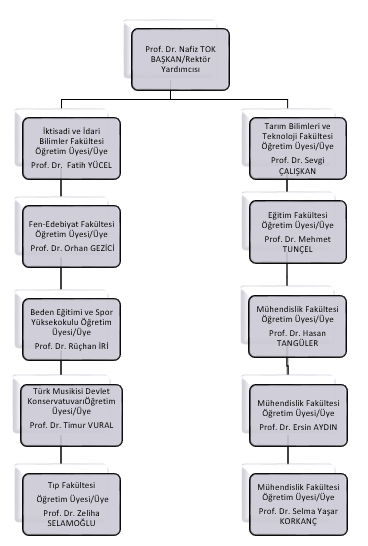 Prof. Dr. Nafiz TOK
BAŞKAN/Rektör
Yardımcısı
İktisadi ve İdari
Bilimler Fakültesi
Öğretim Üyesi/Üye
Prof. Dr. Fatih YÜCEL
Fen-Edebiyat Fakültesi
Öğretim Üyesi/Üye
Prof. Dr. Orhan GEZİCİ
Beden Eğitimi ve Spor
Yüksekokulu Öğretim
Üyesi/Üye
Prof. Dr. Rüçhan İRİ
Türk Musikisi Devlet
KonservatuvarıÖğretim
Üyesi/Üye
Prof. Dr. Timur VURAL
Tıp Fakültesi
Öğretim Üyesi/Üye
Prof. Dr. Zeliha
SELAMOĞLU
Tarım Bilimleri ve
Teknoloji Fakültesi
Öğretim Üyesi/Üye
Prof. Dr. Sevgi
ÇALIŞKAN
Eğitim Fakültesi
Öğretim Üyesi/Üye
Prof. Dr. Mehmet
TUNÇEL
Mühendislik Fakültesi
Öğretim Üyesi/Üye
Prof. Dr. Hasan
TANGÜLER
Mühendislik Fakültesi
Öğretim Üyesi/Üye
Prof. Dr. Ersin AYDIN
Mühendislik Fakültesi
Öğretim Üyesi/Üye
Prof. Dr. Selma Yaşar
KORKANÇ